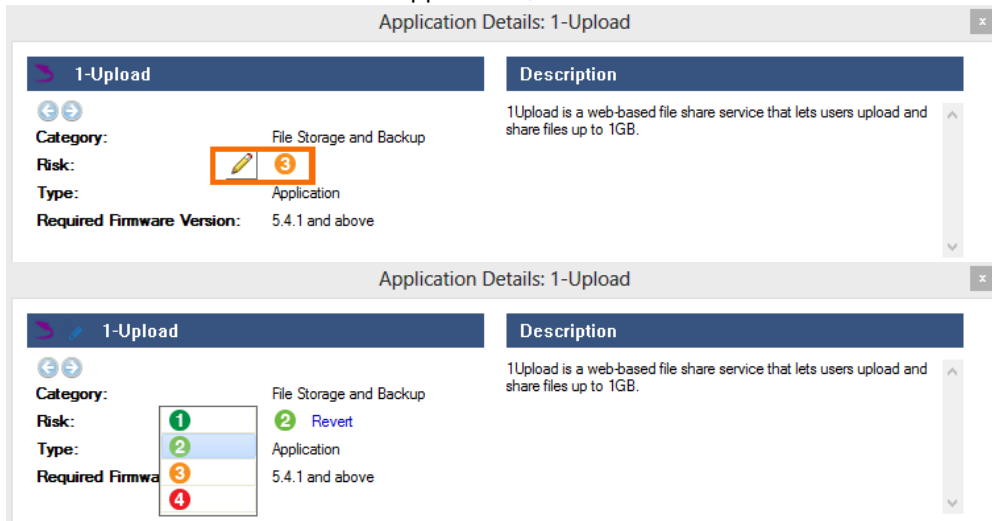 Application Details: 1-Upload
x
1-Upload
Description
1Upload is a web-based file share service that lets users upload and
share files up to 1GB.
Category: File Storage and Backup
Risk: 3
Type: Application
Required Firmware Version: 5.4.1 and above
Application Details: 1-Upload
x
1-Upload
Description
1Upload is a web-based file share service that lets users upload and
share files up to 1GB.
Category: File Storage and Backup
Risk: 2 Revert
1
2
3
4
Type: Application
Required Firmwa 5.4.1 and above